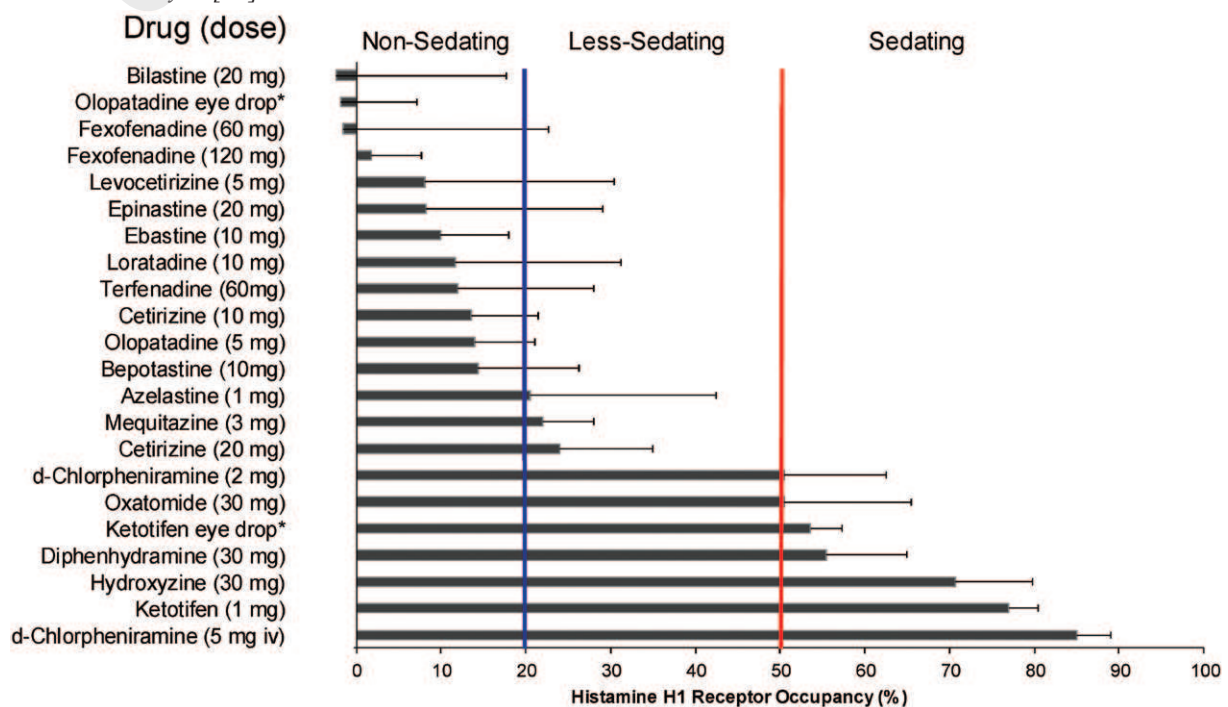 Drug (dose)
Non-Sedating Less-Sedating Sedating
Bilastine (20 mg)
Olopatadine eye drop*
Fexofenadine (60 mg)
Fexofenadine (120 mg)
Levocetirizine (5 mg)
Epinastine (20 mg)
Ebastine (10 mg)
Loratadine (10 mg)
Terfenadine (60mg)
Cetirizine (10 mg)
Olopatadine (5 mg)
Bepotastine (10mg)
Azelastine (1 mg)
Mequitazine (3 mg)
Cetirizine (20 mg)
d-Chlorpheniramine (2 mg)
Oxatomide (30 mg)
Ketotifen eye drop*
Diphenhydramine (30 mg)
Hydroxyzine (30 mg)
Ketotifen (1 mg)
d-Chlorpheniramine (5 mg iv)
0 10 20 30 40 50 60 70 80 90 100
Histamine H1 Receptor Occupancy (%)